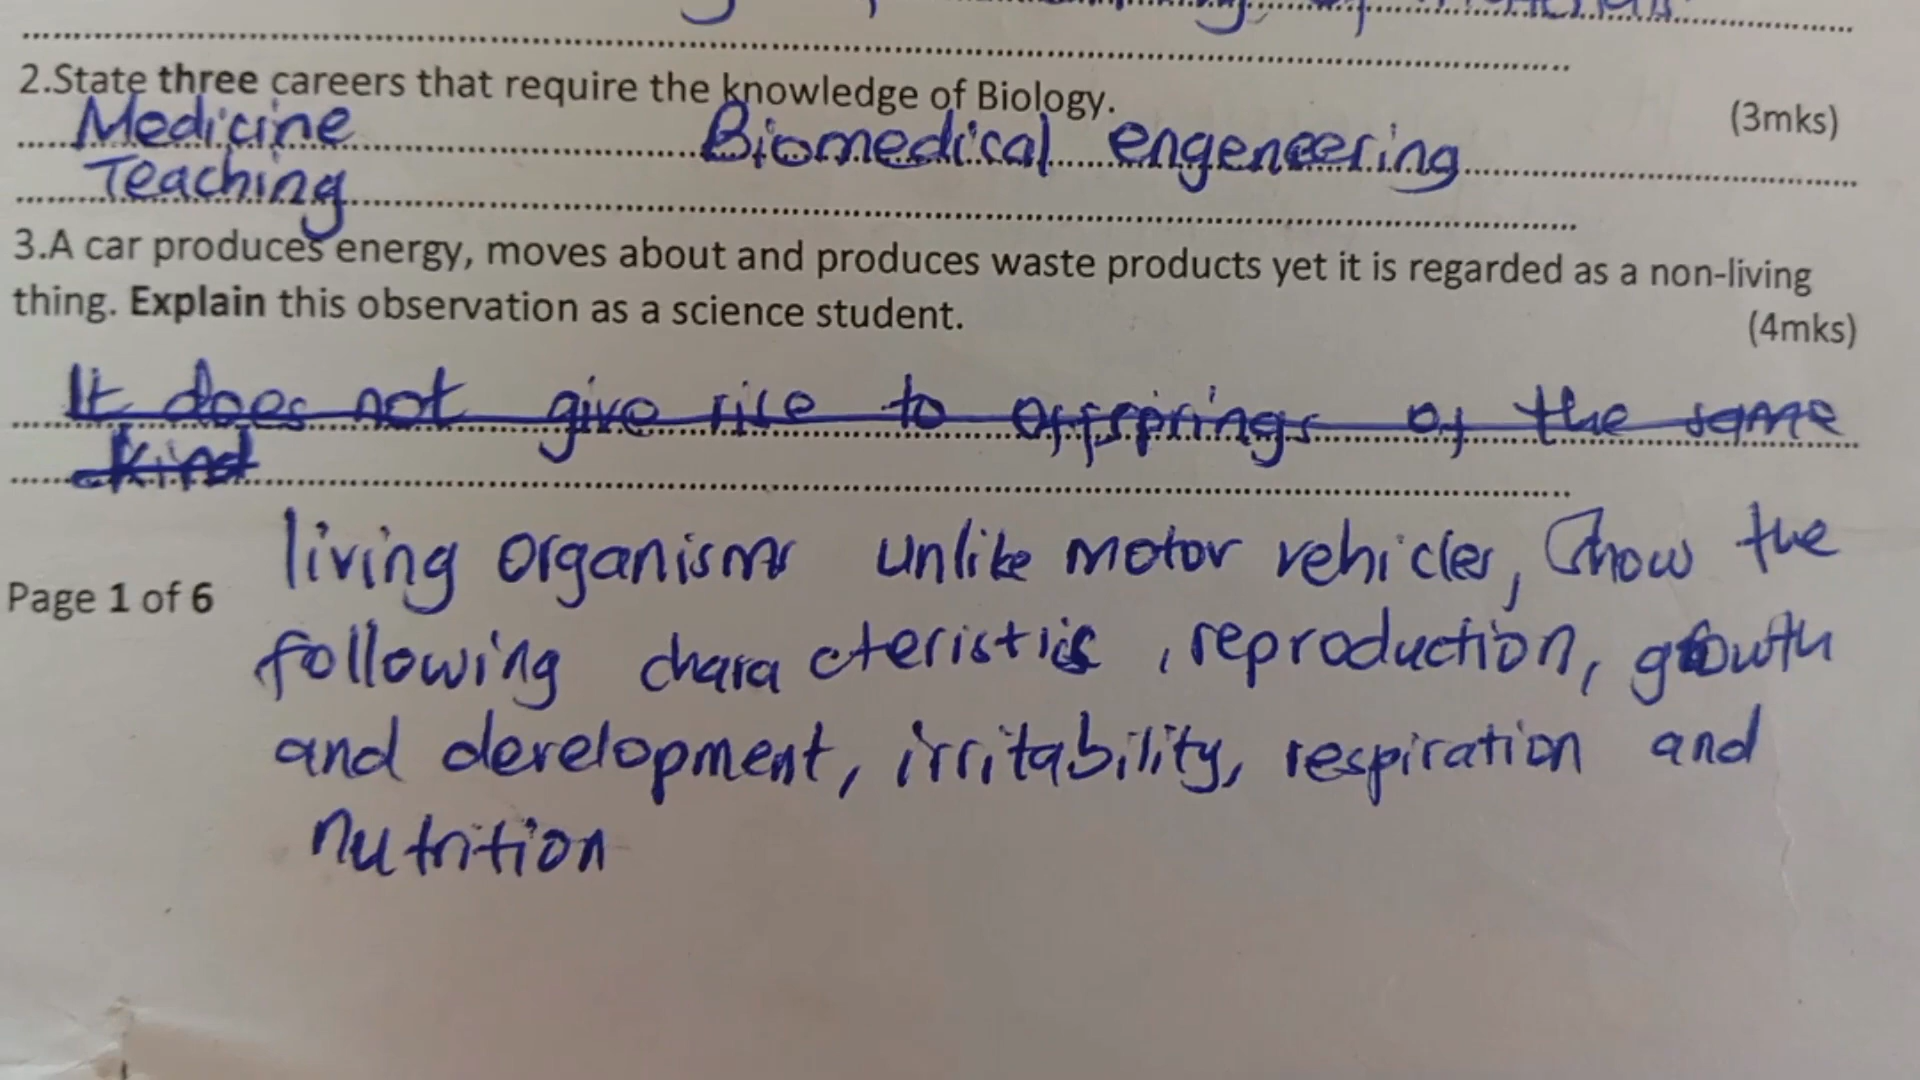 2.State three careers that require the knowledge of Biology. (3mks)
Medicine Biomedical engeneering
Teaching
3.A car produces energy, moves about and produces waste products yet it is regarded as a non-living
thing. Explain this observation as a science student. (4mks)
It does not give rise to offsprings of the same
kind
living organisms unlike motor vehicles, show the
Page 1 of 6
following characteristics, reproduction, growth
and development, irritability, respiration and
nutrition